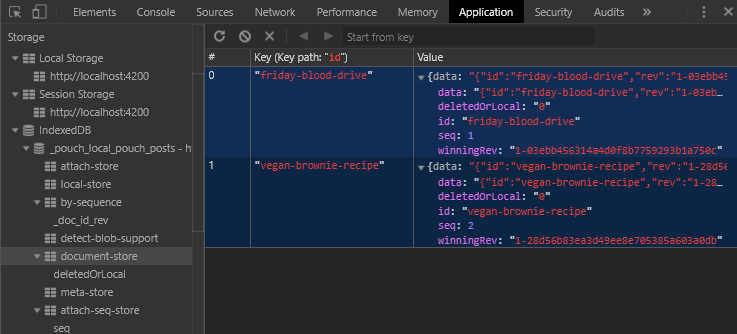 Elements Console Sources Network Performance Memory Application Security Audits »
Storage
Start from key
# Key (Key path: "id") Value
Local Storage
http://localhost:4200
Session Storage
http://localhost:4200
IndexedDB
_pouch_local_pouch_posts - h
attach-store
local-store
by-sequence
_doc_id_rev
detect-blob-support
document-store
deletedOrLocal
meta-store
attach-seq-store
seq
0 "friday-blood-drive" {data: "{"id":"friday-blood-drive","rev":"1-03ebb45
data: "{"id":"friday-blood-drive","rev":"1-03eb…
deletedOrLocal: "0"
id: "friday-blood-drive"
seq: 1
winningRev: "1-03ebb456314a4d0f8b7759293b1a750c"
1 "vegan-brownie-recipe" {data: "{"id":"vegan-brownie-recipe","rev":"1-28d56
data: "{"id":"vegan-brownie-recipe","rev":"1-28…
deletedOrLocal: "0"
id: "vegan-brownie-recipe"
seq: 2
winningRev: "1-28d56b83ea3d49ee8e705385a603a0db"